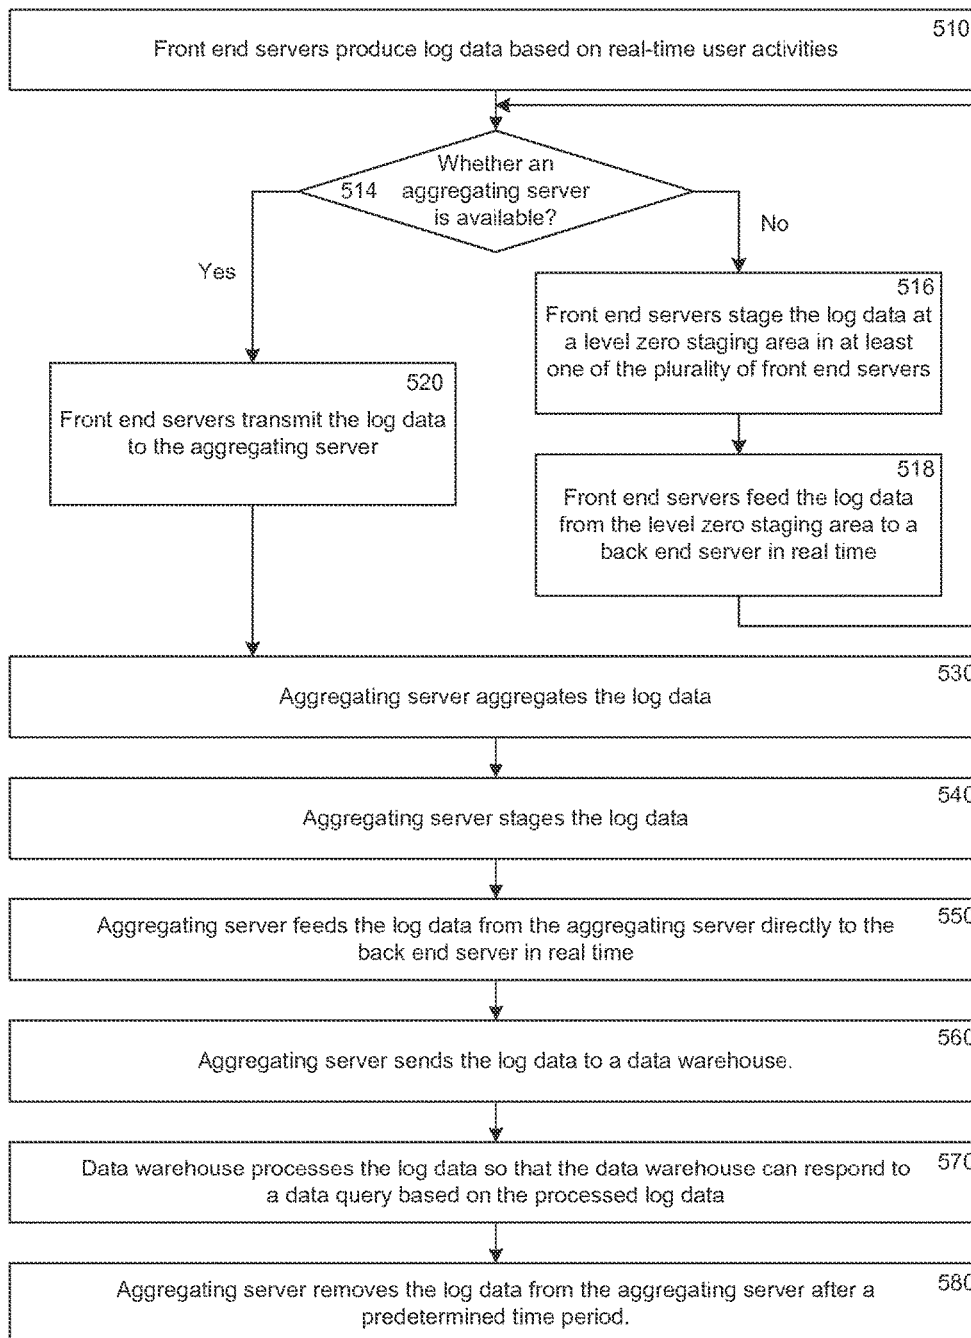 510
Front end servers produce log data based on real-time user activities
Whether an
514
aggregating server
is available?
Yes
No
516
Front end servers stage the log data at
a level zero staging area in at least
one of the plurality of front end servers
520
Front end servers transmit the log data
to the aggregating server
518
Front end servers feed the log data
from the level zero staging area to a
back end server in real time
530
Aggregating server aggregates the log data
540
Aggregating server stages the log data
550
Aggregating server feeds the log data from the aggregating server directly to the
back end server in real time
560
Aggregating server sends the log data to a data warehouse.
570
Data warehouse processes the log data so that the data warehouse can respond to
a data query based on the processed log data
580
Aggregating server removes the log data from the aggregating server after a
predetermined time period.